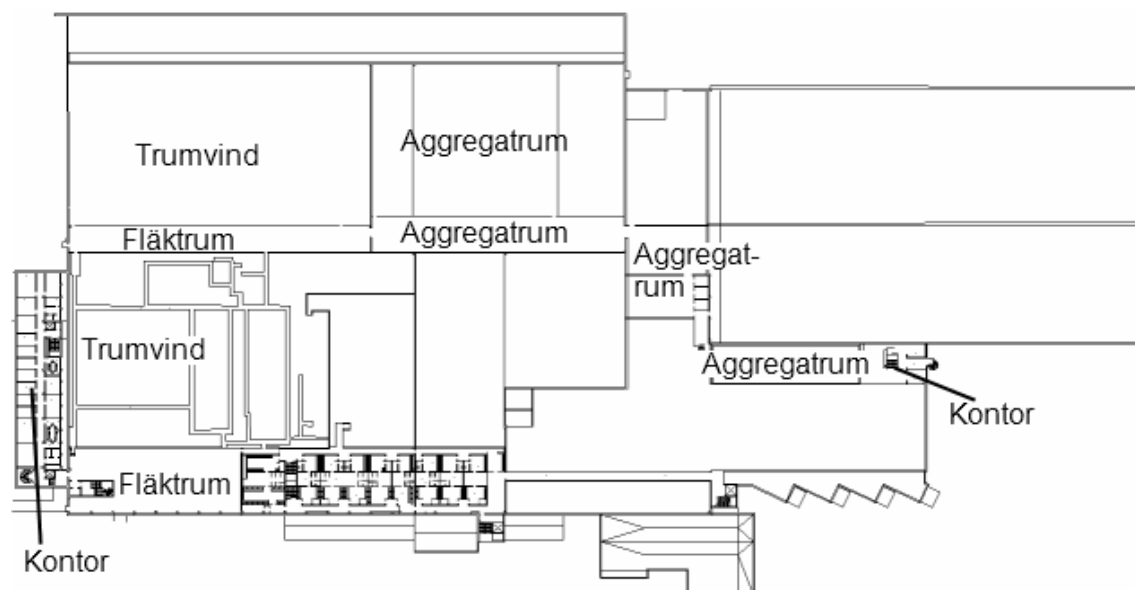 Trumvind
Aggregatrum
Fläktrum
Aggregatrum
Aggregat-
rum
Trumvind
Aggregatrum
Kontor
Fläktrum
Kontor